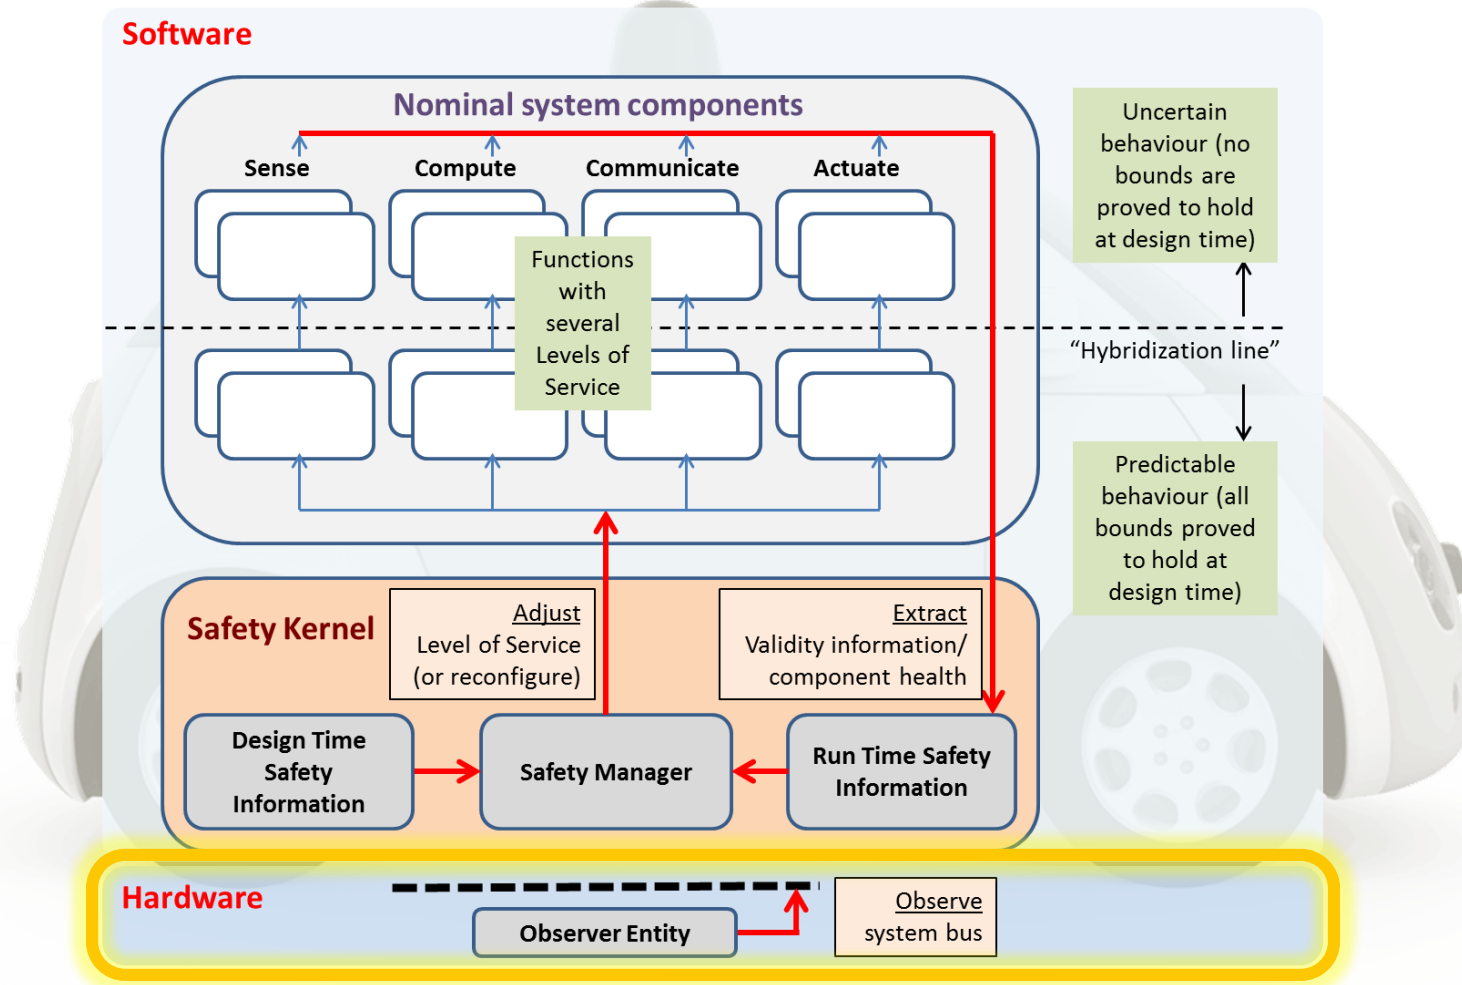 Software
Nominal system components
Sense
Compute
Communicate
Actuate
Functions
with
several
Levels of
Service
Uncertain
behaviour (no
bounds are
proved to hold
at design time)
“Hybridization line”
Predictable
behaviour (all
bounds proved
to hold at
design time)
Safety Kernel
Adjust
Level of Service
(or reconfigure)
Extract
Validity information/
component health
Design Time
Safety
Information
Safety Manager
Run Time Safety
Information
Hardware
Observer Entity
Observe
system bus